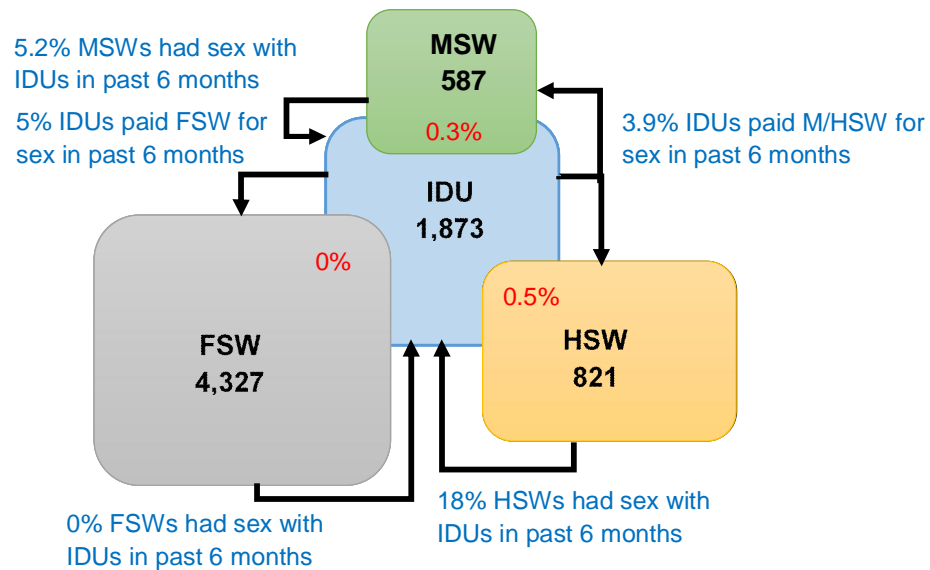 5.2% MSWs had sex with
IDUs in past 6 months
5% IDUs paid FSW for
sex in past 6 months
MSW
587
0.3%
3.9% IDUs paid M/HSW for
sex in past 6 months
IDU
1,873
0%
FSW
4,327
0.5%
HSW
821
0% FSWs had sex with
IDUs in past 6 months
18% HSWs had sex with
IDUs in past 6 months